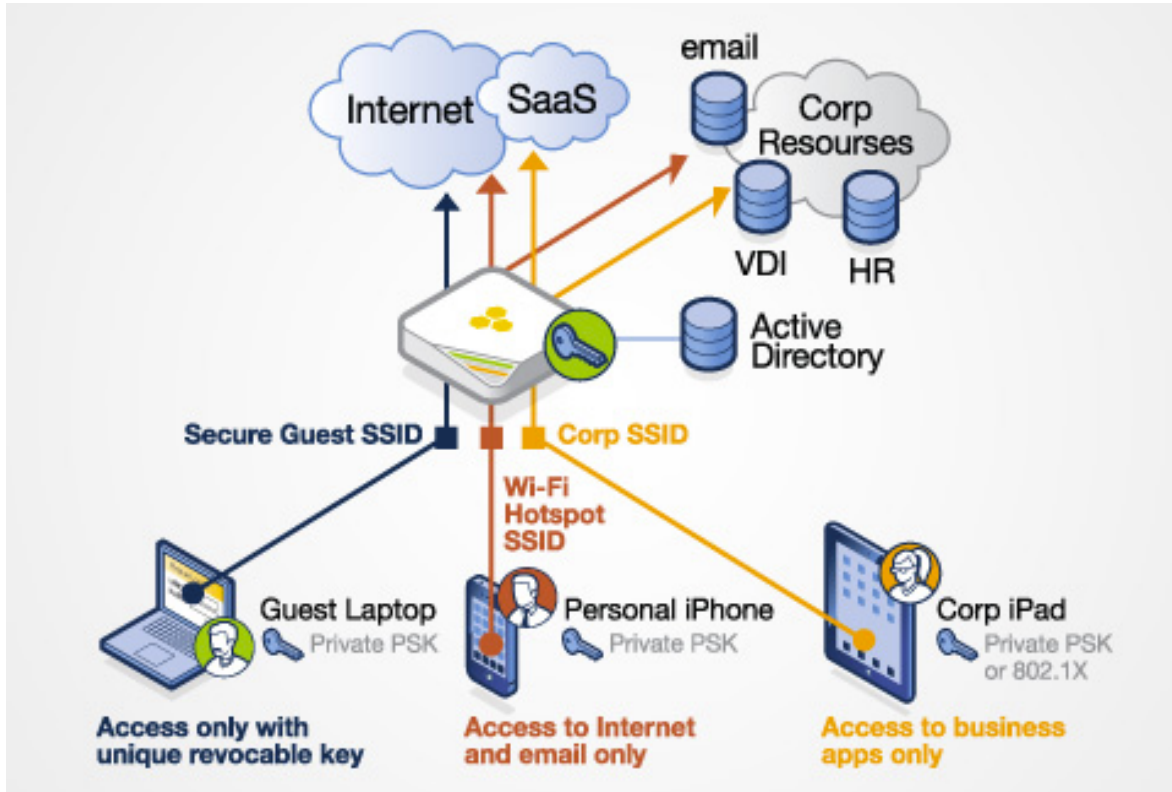 Internet
SaaS
email
Corp
Resourses
VDI
HR
Active
Directory
Secure Guest SSID
Corp SSID
Wi-Fi
Hotspot
SSID
Guest Laptop
Private PSK
Personal iPhone
Private PSK
Corp iPad
Private PSK
or 802.1X
Access only with
unique revocable key
Access to Internet
and email only
Access to business
apps only